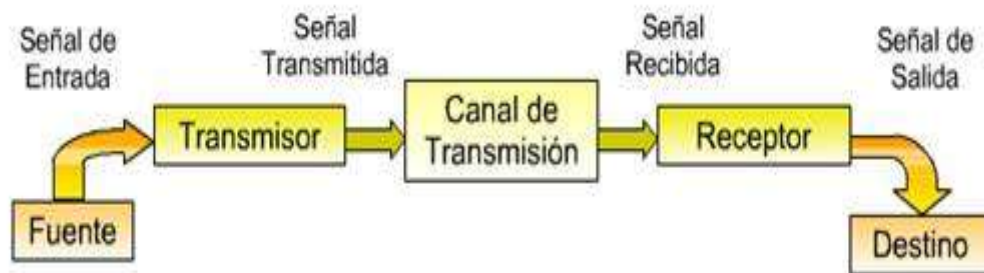 Señal de
Entrada
Señal
Transmitida
Señal
Recibida
Señal de
Salida
Transmisor
Canal de
Transmisión
Receptor
Fuente
Destino